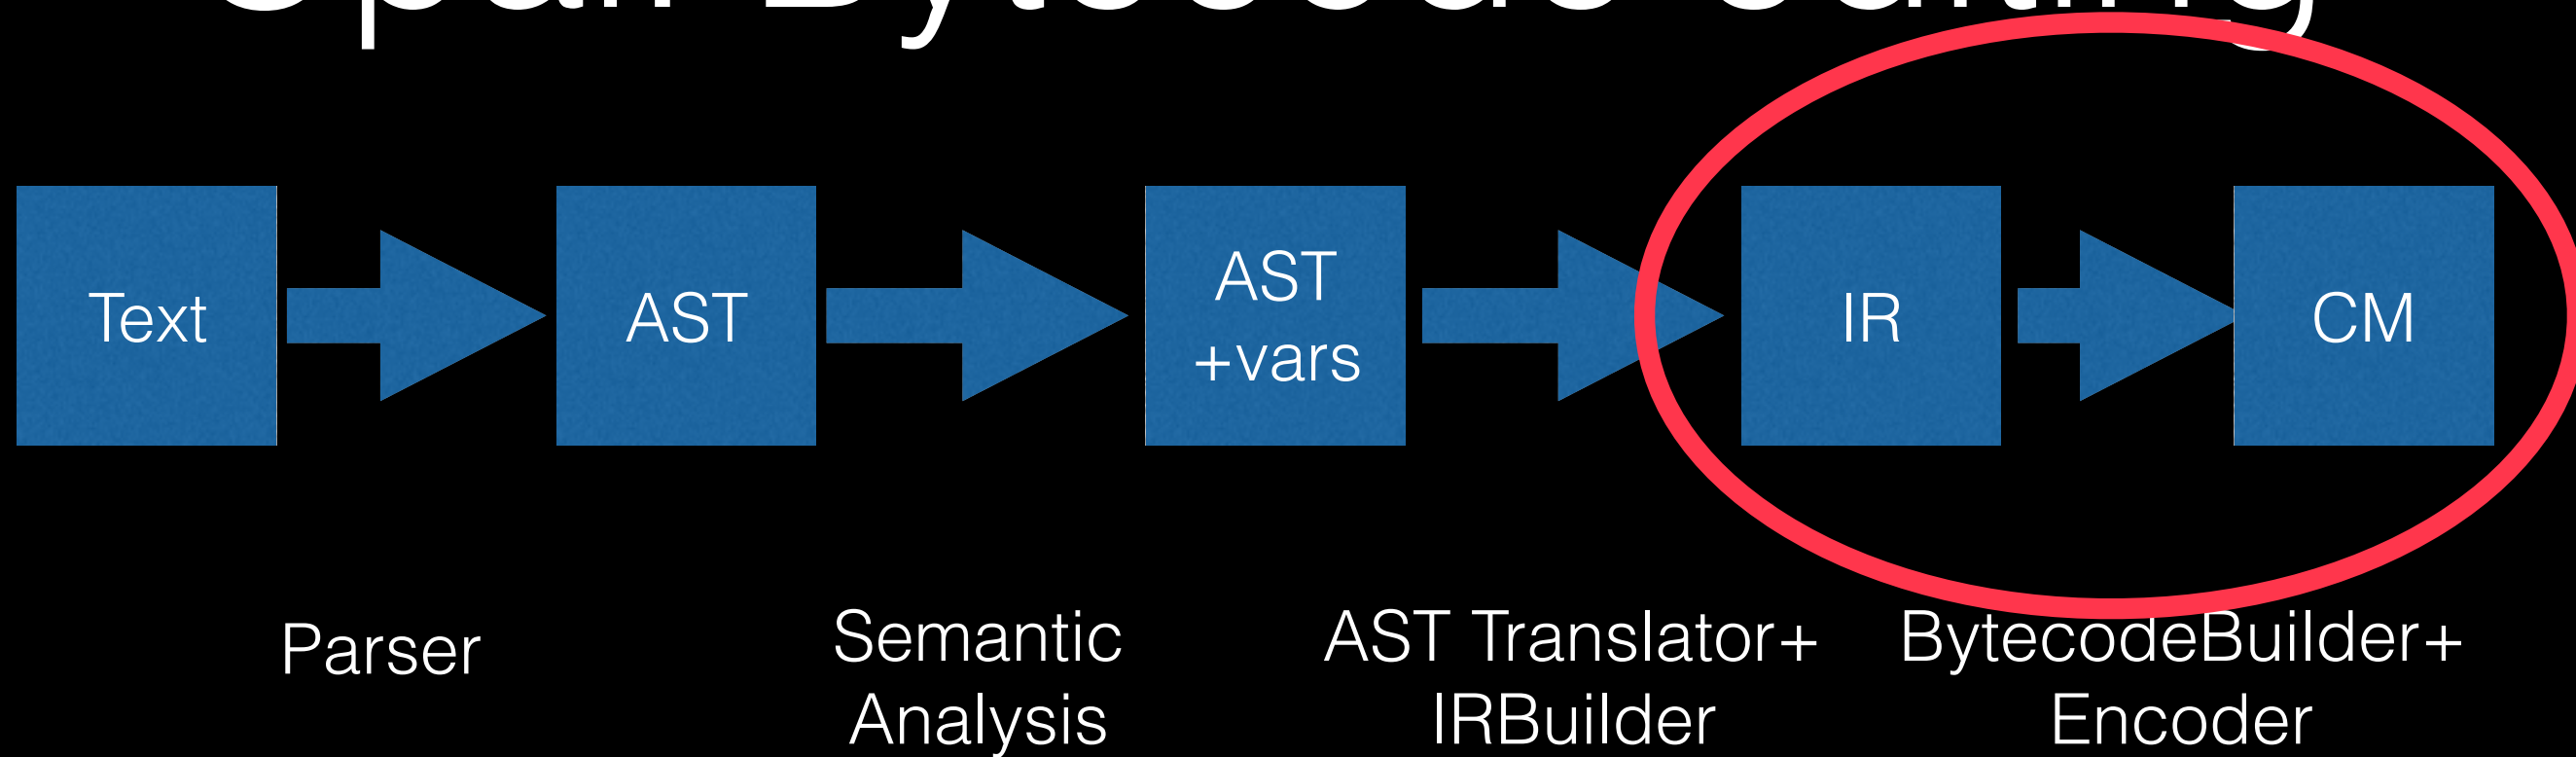 Text
AST
AST
+vars
IR
CM
Parser
Semantic
Analysis
AST Translator+
IRBuilder
BytecodeBuilder+
Encoder